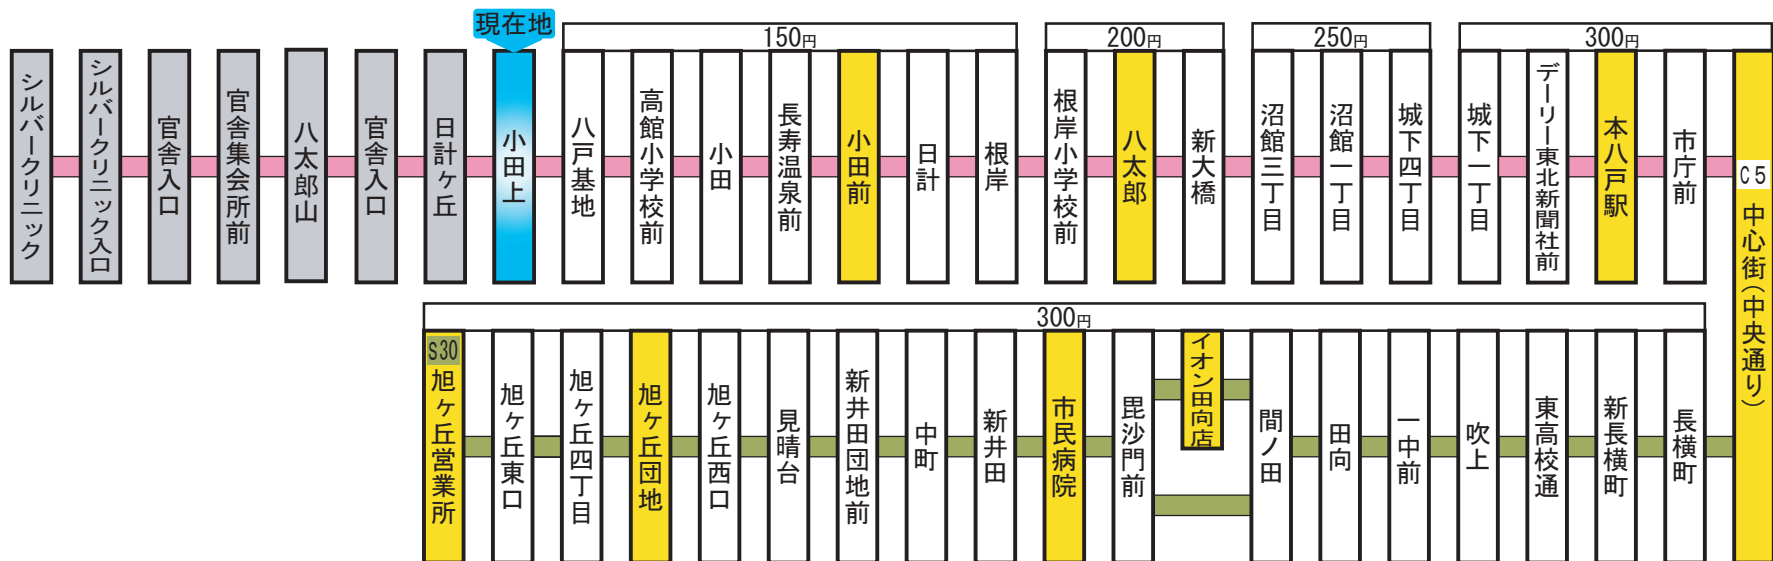 現在地
150円
200円
250円
300円
シルバークリニック
シルバークリニック入口
官舎入口
官舎集会所前
八太郎山
官舎入口
日計ヶ丘
小田上
八戸基地
高館小学校前
小田
長寿温泉前
小田前
日計
根岸
根岸小学校前
八太郎
新大橋
沼館三丁目
沼館一丁目
城下四丁目
城下一丁目
デーリー東北新聞社前
本八戸駅
市庁前
C5
中心街(中央通り)
300円
S30
旭ヶ丘営業所
旭ヶ丘東口
旭ヶ丘四丁目
旭ヶ丘団地
旭ヶ丘西口
見晴台
新井田団地前
中町
新井田
市民病院
毘沙門前
イオン田向店
間ノ田
田向
一中前
吹上
東高校通
新長横町
長横町